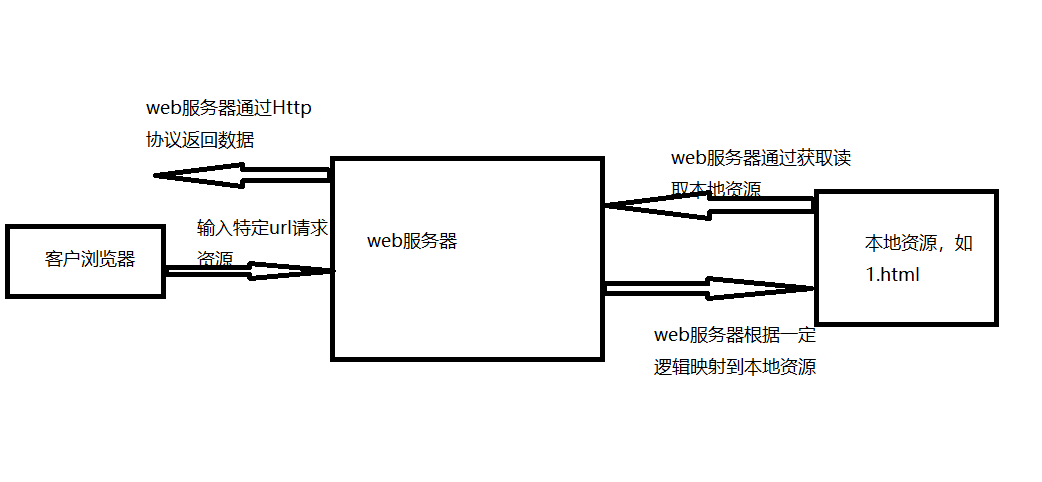 web服务器通过Http
协议返回数据
web服务器通过获取读
取本地资源
输入特定url请求
资源
客户浏览器
web服务器
本地资源，如
1.html
web服务器根据一定
逻辑映射到本地资源